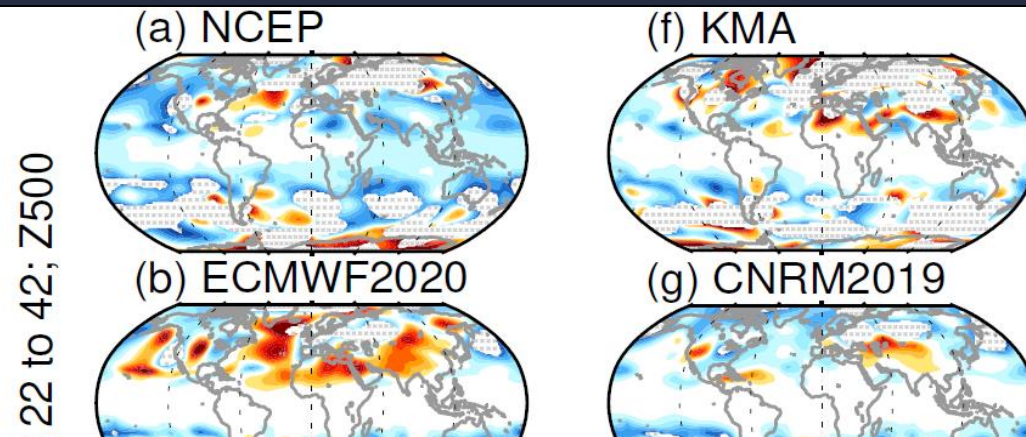 (a) NCEP
(f) KMA
22 to 42; Z500
(b) ECMWF2020
(g) CNRM2019